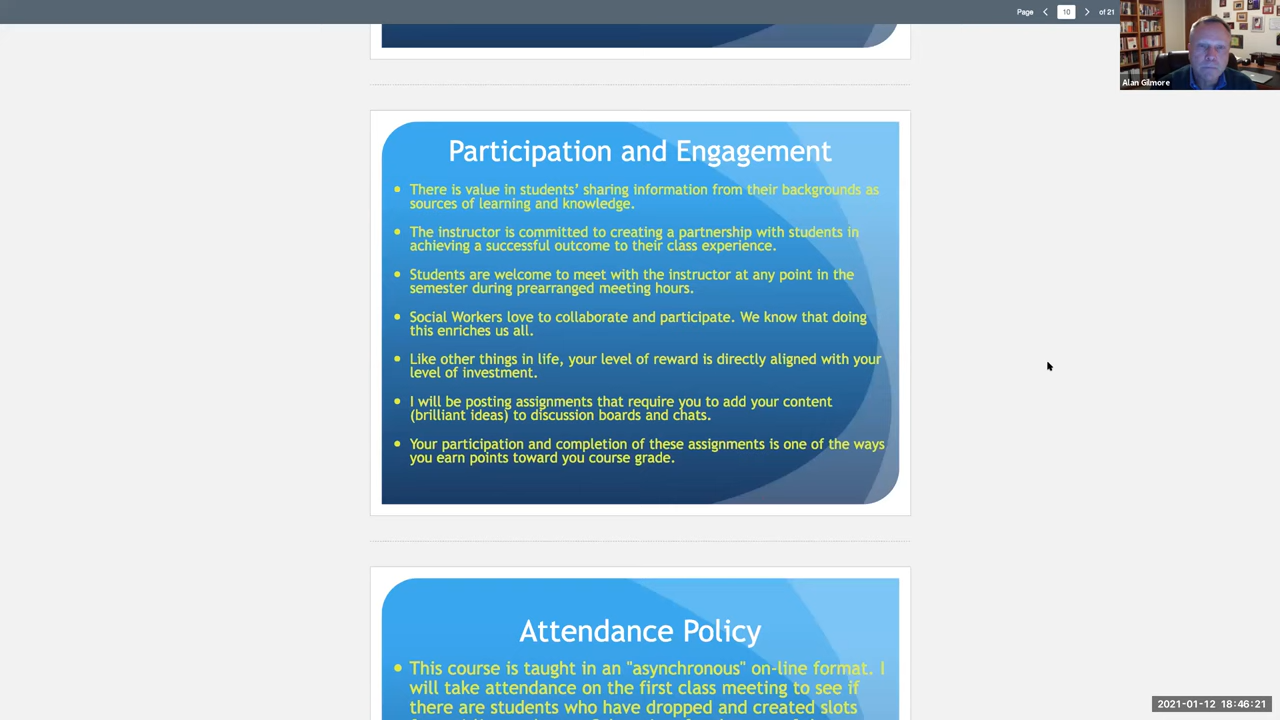 Page 10 of 21
Alan Gilmore
Participation and Engagement
• There is value in students' sharing information from their backgrounds as
sources of learning and knowledge.
• The instructor is committed to creating a partnership with students in
achieving a successful outcome to their class experience.
• Students are welcome to meet with the instructor at any point in the
semester during prearranged meeting hours.
• Social Workers love to collaborate and participate. We know that doing
this enriches us all.
• Like other things in life, your level of reward is directly aligned with your
level of investment.
• I will be posting assignments that require you to add your content
(brilliant ideas) to discussion boards and chats.
• Your participation and completion of these assignments is one of the ways
you earn points toward you course grade.
Attendance Policy
• This course is taught in an "asynchronous" on-line format. I
will take attendance on the first class meeting to see if
there are students who have dropped and created slots
2021-01-12 18:46:21